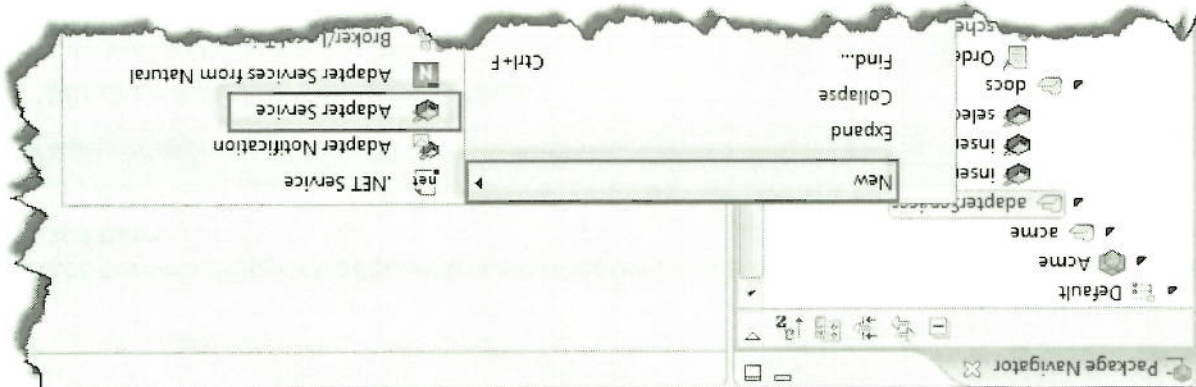 Package Navigator
Default
Acme
acme
adapterServices
inser
inser
selec
docs
Orde
sche
New
Expand
Collapse
Find...
Ctrl+F
.NET Service
Adapter Notification
Adapter Service
Adapter Services from Natural